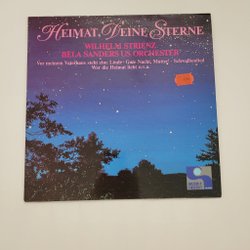 HEIMAT, DEINE STERNE
WILHELM STRIENZ
BELA SANDERS US ORCHESTER
Vor meinem Vaterhaus steht eine Linde · Gute Nacht, Mutter · Schwalbenlied
Wer die Heimat liebt u.v.a.